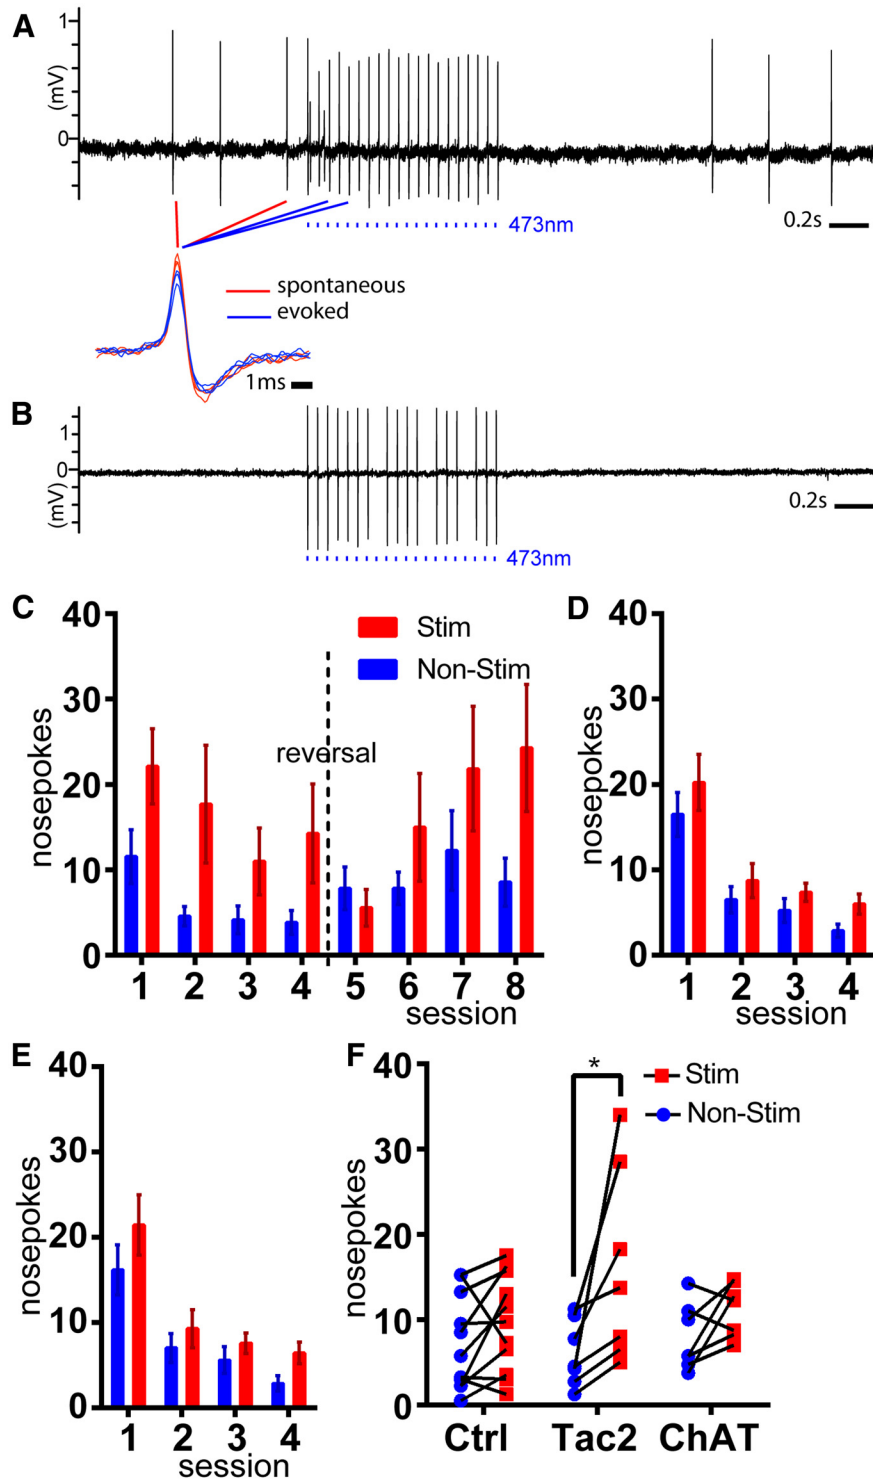 A
1
0
(mV)
473nm
0.2s
spontaneous
evoked
1ms
B
1
0
(mV)
0.2s
473nm
C
40
30
20
10
0
nosepokes
Stim
Non-Stim
reversal
1 2 3 4 5 6 7 8
session
D
40
30
20
10
0
nosepokes
1 2 3 4
session
E
40
30
20
10
0
nosepokes
1 2 3 4
session
F
40
30
20
10
0
nosepokes
*
Stim
Non-Stim
Ctrl Tac2 ChAT